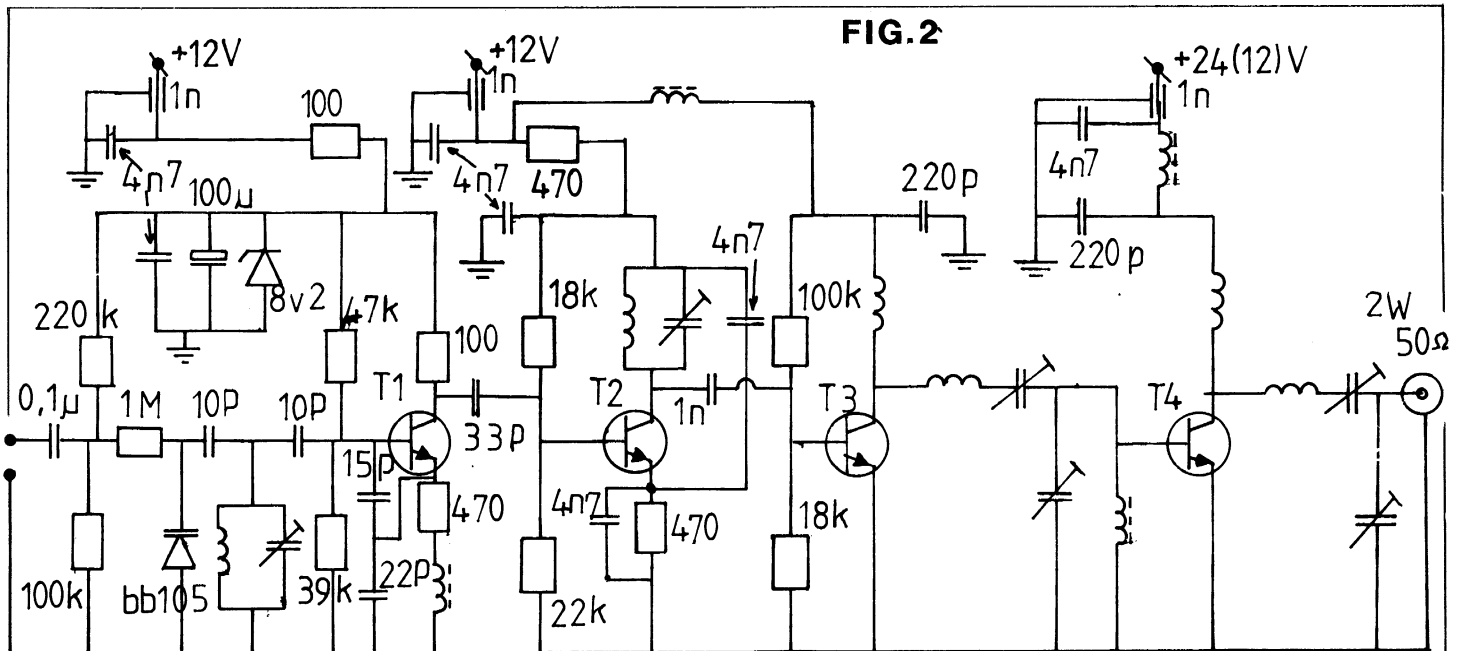 FIG.2
+12V
1n
100
4n7
100µ
8v2
220k
47k
100
0,1µ
1M
10P
10P
T1
33p
15p
470
100k
bb105
39k
22p
+12V
1n
4n7
470
18k
T2
1n
4n7
4n7
470
22k
220p
100k
T3
18k
+24(12)V
1n
4n7
220p
T4
2W
50Ω